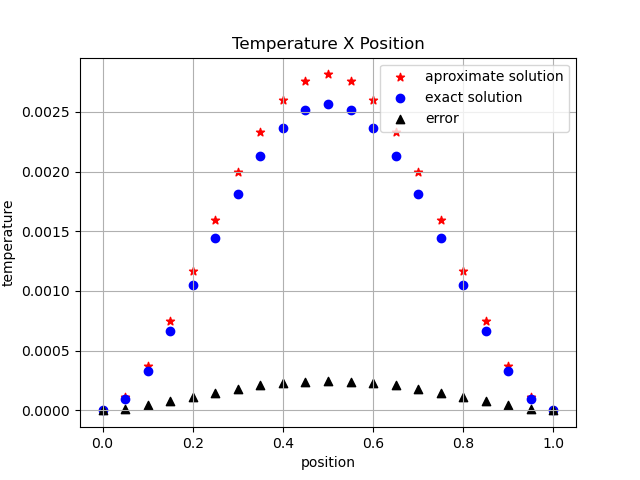 Temperature X Position
aproximate solution
exact solution
error
temperature
0.0025
0.0020
0.0015
0.0010
0.0005
0.0000
0.0
0.2
0.4
0.6
0.8
1.0
position